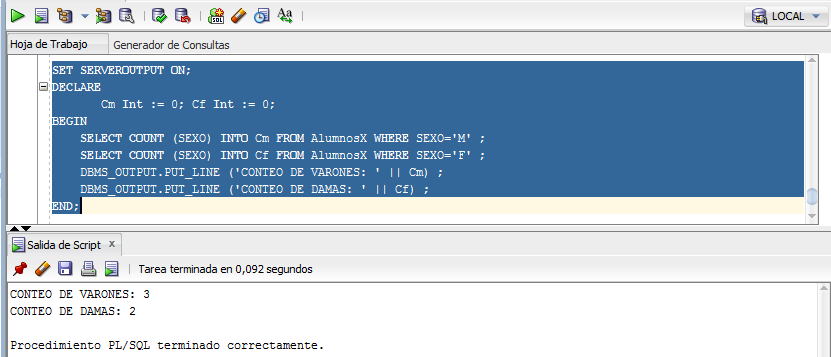 SQL
Aa
LOCAL
Hoja de Trabajo
Generador de Consultas
SET SERVEROUTPUT ON;
DECLARE
Cm Int := 0; Cf Int := 0;
BEGIN
SELECT COUNT (SEXO) INTO Cm FROM AlumnosX WHERE SEXO='M' ;
SELECT COUNT (SEXO) INTO Cf FROM AlumnosX WHERE SEXO='F' ;
DBMS_OUTPUT.PUT_LINE ('CONTEO DE VARONES: ' || Cm) ;
DBMS_OUTPUT.PUT_LINE ('CONTEO DE DAMAS: ' || Cf) ;
END;
Salida de Script x
Tarea terminada en 0,092 segundos
CONTEO DE VARONES: 3
CONTEO DE DAMAS: 2
Procedimiento PL/SQL terminado correctamente.